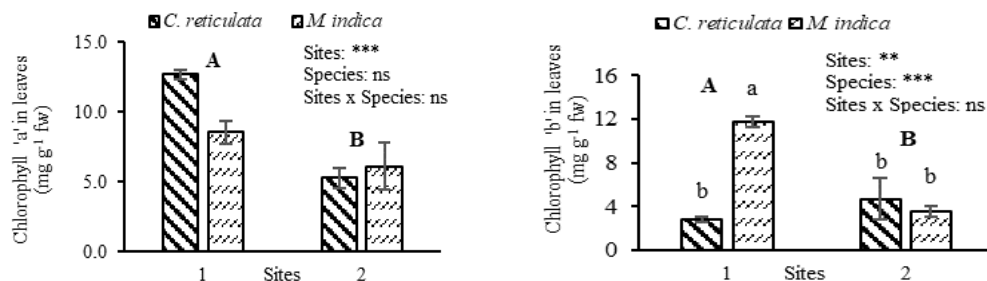 C. reticulata M. indica
Chlorophyll 'a' in leaves
(mg g-1 fw)
15.0
10.0
5.0
0.0
A
B
Sites: ***
Species: ns
Sites x Species: ns
1 Sites 2
C. reticulata M indica
Chlorophyll 'b' in leaves
(mg g-1 fw)
16
12
8
4
0
A
a
b
B
b
b
Sites: **
Species: ***
Sites x Species: ns
1 Sites 2